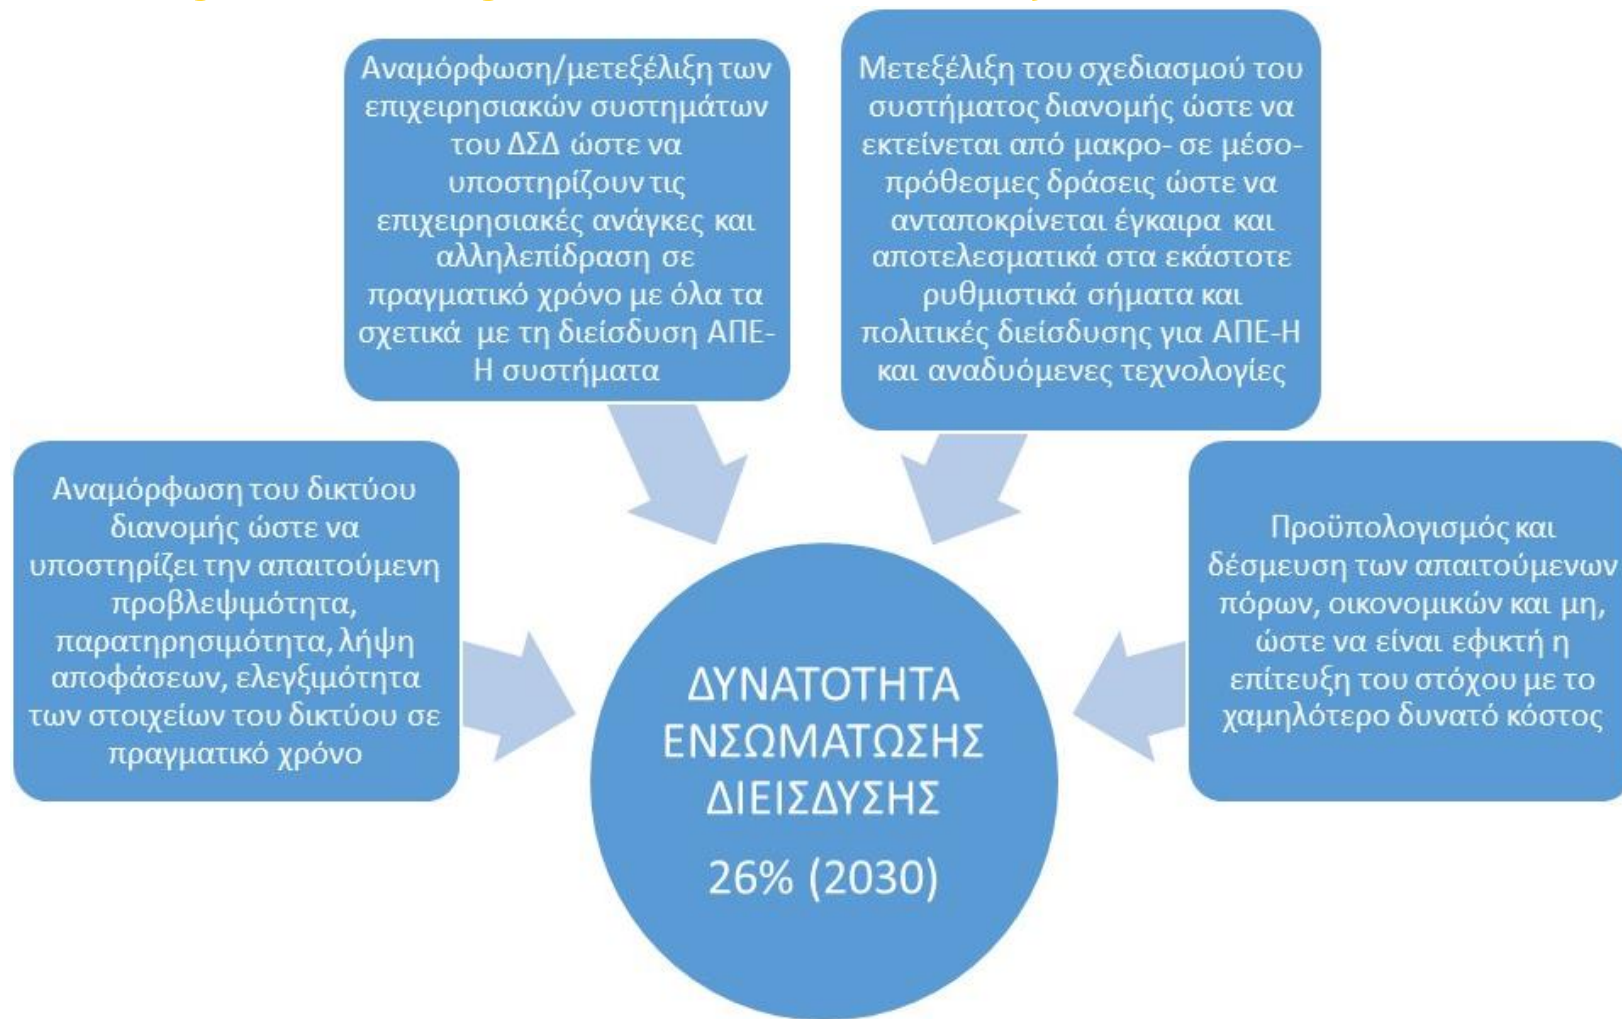 Αναμόρφωση/μετεξέλιξη των
επιχειρησιακών συστημάτων
του ΔΣΔ ώστε να
υποστηρίζουν τις
επιχειρησιακές ανάγκες και
αλληλεπίδραση σε
πραγματικό χρόνο με όλα τα
σχετικά με τη διείσδυση ΑΠΕ-
Η συστήματα
Μετεξέλιξη του σχεδιασμού του
συστήματος διανομής ώστε να
εκτείνεται από μακρο- σε μέσο-
πρόθεσμες δράσεις ώστε να
ανταποκρίνεται έγκαιρα και
αποτελεσματικά στα εκάστοτε
ρυθμιστικά σήματα και
πολιτικές διείσδυσης για ΑΠΕ-Η
και αναδυόμενες τεχνολογίες
Αναμόρφωση του δικτύου
διανομής ώστε να
υποστηρίζει την απαιτούμενη
προβλεψιμότητα,
παρατηρησιμότητα, λήψη
αποφάσεων, ελεγξιμότητα
των στοιχείων του δικτύου σε
πραγματικό χρόνο
Προϋπολογισμός και
δέσμευση των απαιτούμενων
πόρων, οικονομικών και μη,
ώστε να είναι εφικτή η
επίτευξη του στόχου με το
χαμηλότερο δυνατό κόστος
ΔΥΝΑΤΟΤΗΤΑ
ΕΝΣΩΜΑΤΩΣΗΣ
ΔΙΕΙΣΔΥΣΗΣ
26% (2030)